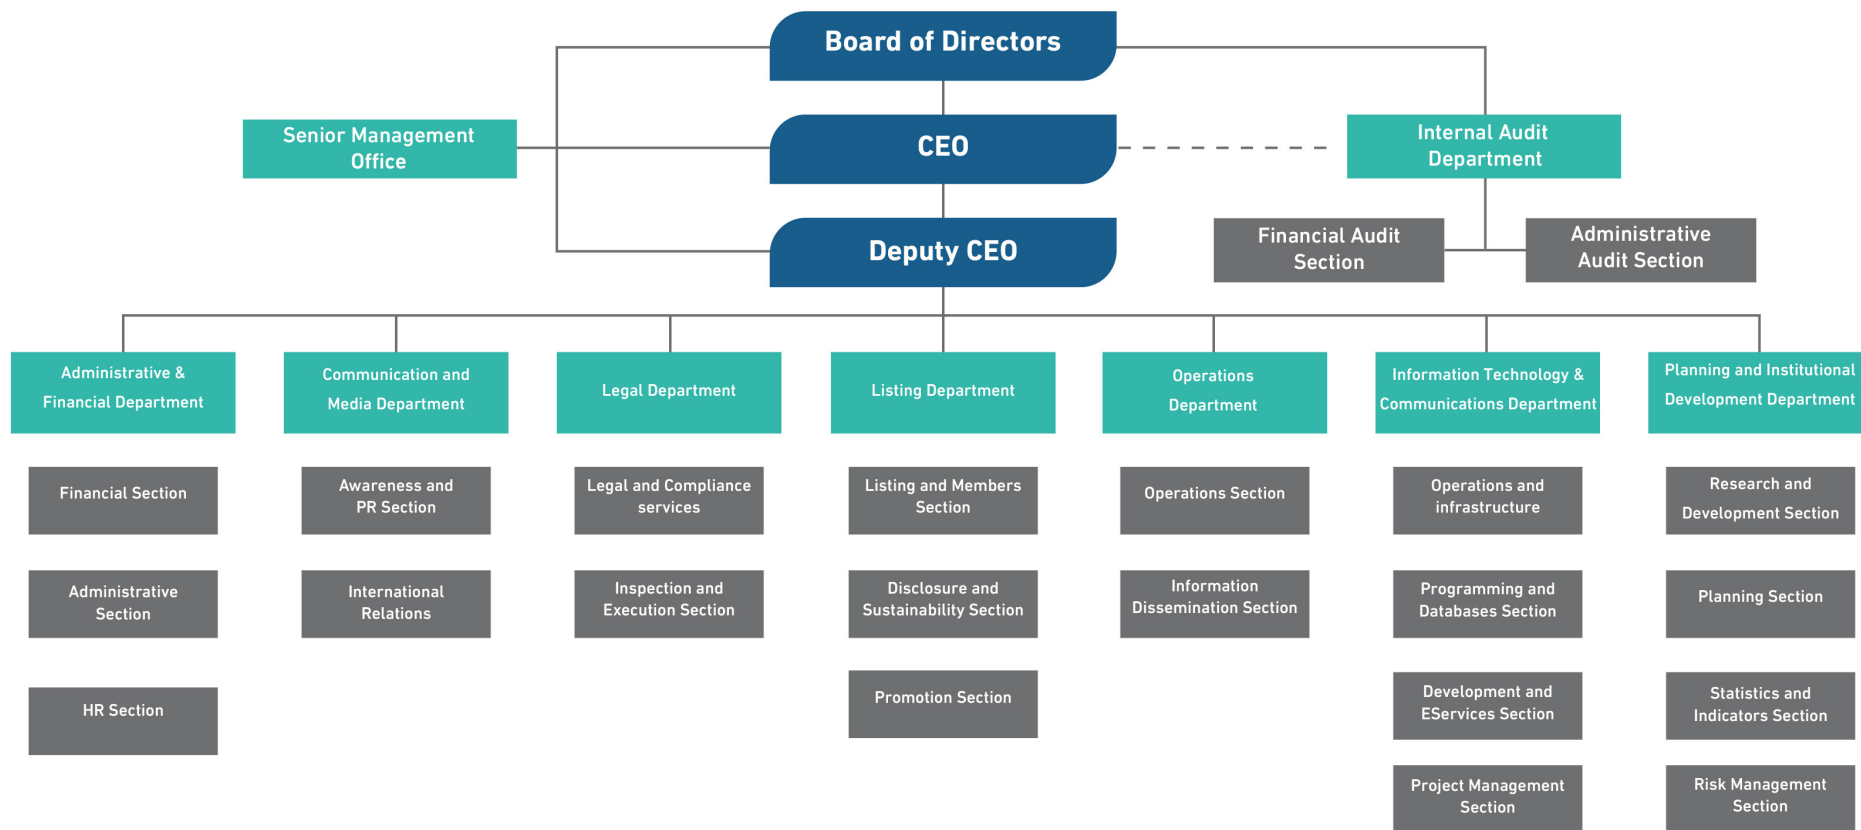 Board of Directors
Senior Management
Office
CEO
Internal Audit
Department
Deputy CEO
Financial Audit
Section
Administrative
Audit Section
Administrative &
Financial Department
Communication and
Media Department
Legal Department
Listing Department
Operations
Department
Information Technology &
Communications Department
Planning and Institutional
Development Department
Financial Section
Awareness and
PR Section
Legal and Compliance
services
Listing and Members
Section
Operations Section
Operations and
infrastructure
Research and
Development Section
Administrative
Section
International
Relations
Inspection and
Execution Section
Disclosure and
Sustainability Section
Information
Dissemination Section
Programming and
Databases Section
Planning Section
HR Section
Promotion Section
Development and
EServices Section
Statistics and
Indicators Section
Project Management
Section
Risk Management
Section